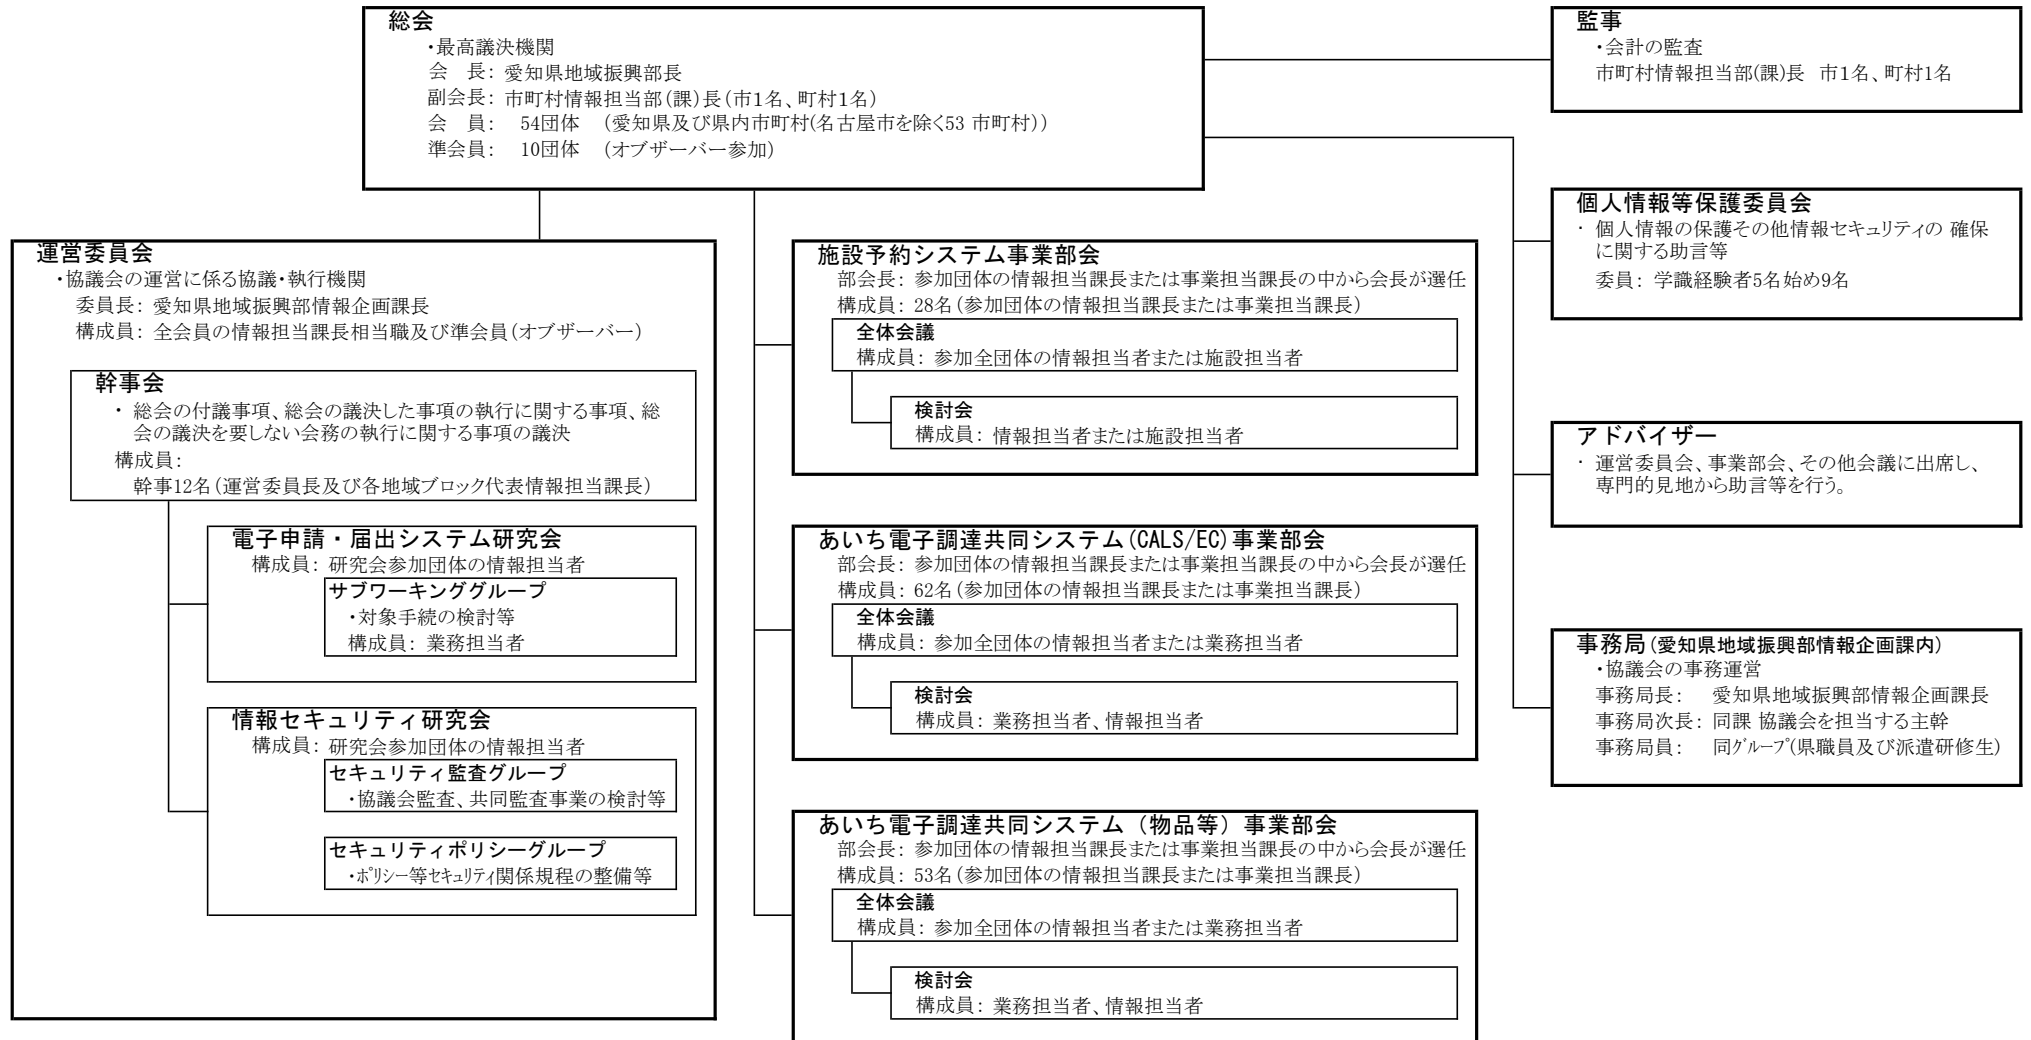 総会
・最高議決機関
会　長： 愛知県地域振興部長
副会長： 市町村情報担当部(課)長(市1名、町村1名)
会　員：　54団体　(愛知県及び県内市町村(名古屋市を除く53 市町村))
準会員：　10団体　(オブザーバー参加)
監事
・会計の監査
市町村情報担当部(課)長　市1名、町村1名
個人情報等保護委員会
・ 個人情報の保護その他情報セキュリティの 確保
に関する助言等
委員： 学識経験者5名始め9名
アドバイザー
・ 運営委員会、事業部会、その他会議に出席し、
専門的見地から助言等を行う。
事務局(愛知県地域振興部情報企画課内)
・協議会の事務運営
事務局長：　愛知県地域振興部情報企画課長
事務局次長： 同課 協議会を担当する主幹
事務局員：　同ｸﾞﾙｰﾌﾟ(県職員及び派遣研修生)
運営委員会
・協議会の運営に係る協議・執行機関
委員長： 愛知県地域振興部情報企画課長
構成員： 全会員の情報担当課長相当職及び準会員(オブザーバー)
幹事会
・ 総会の付議事項、総会の議決した事項の執行に関する事項、総
会の議決を要しない会務の執行に関する事項の議決
構成員：
幹事12名(運営委員長及び各地域ブロック代表情報担当課長)
電子申請・届出システム研究会
構成員： 研究会参加団体の情報担当者
サブワーキンググループ
・対象手続の検討等
構成員： 業務担当者
情報セキュリティ研究会
構成員： 研究会参加団体の情報担当者
セキュリティ監査グループ
・協議会監査、共同監査事業の検討等
セキュリティポリシーグループ
・ﾎﾟﾘｼｰ等ｾｷｭﾘﾃｨ関係規程の整備等
施設予約システム事業部会
部会長： 参加団体の情報担当課長または事業担当課長の中から会長が選任
構成員： 28名(参加団体の情報担当課長または事業担当課長)
全体会議
構成員： 参加全団体の情報担当者または施設担当者
検討会
構成員： 情報担当者または施設担当者
あいち電子調達共同システム(CALS/EC)事業部会
部会長： 参加団体の情報担当課長または事業担当課長の中から会長が選任
構成員： 62名(参加団体の情報担当課長または事業担当課長)
全体会議
構成員： 参加全団体の情報担当者または業務担当者
検討会
構成員： 業務担当者、情報担当者
あいち電子調達共同システム（物品等）事業部会
部会長： 参加団体の情報担当課長または事業担当課長の中から会長が選任
構成員： 53名(参加団体の情報担当課長または事業担当課長)
全体会議
構成員： 参加全団体の情報担当者または業務担当者
検討会
構成員： 業務担当者、情報担当者